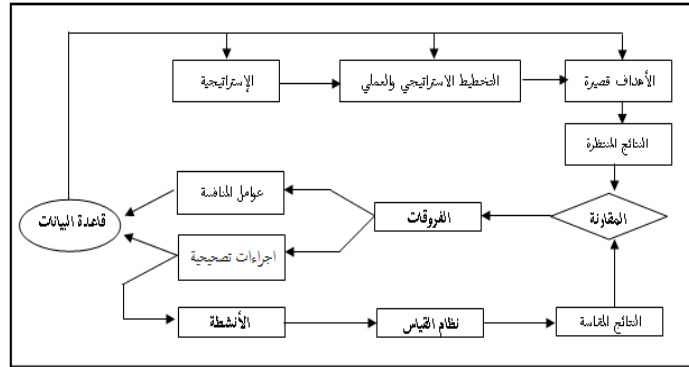 الإستراتيجية
التخطيط الاستراتيجي والعملي
الأهداف قصيرة
النتائج المنتظرة
عوامل المنافسة
قاعدة البيانات
الفروقات
المقارنة
اجراءات تصحيحية
الأنشطة
نظام القياس
النتائج المقاسة